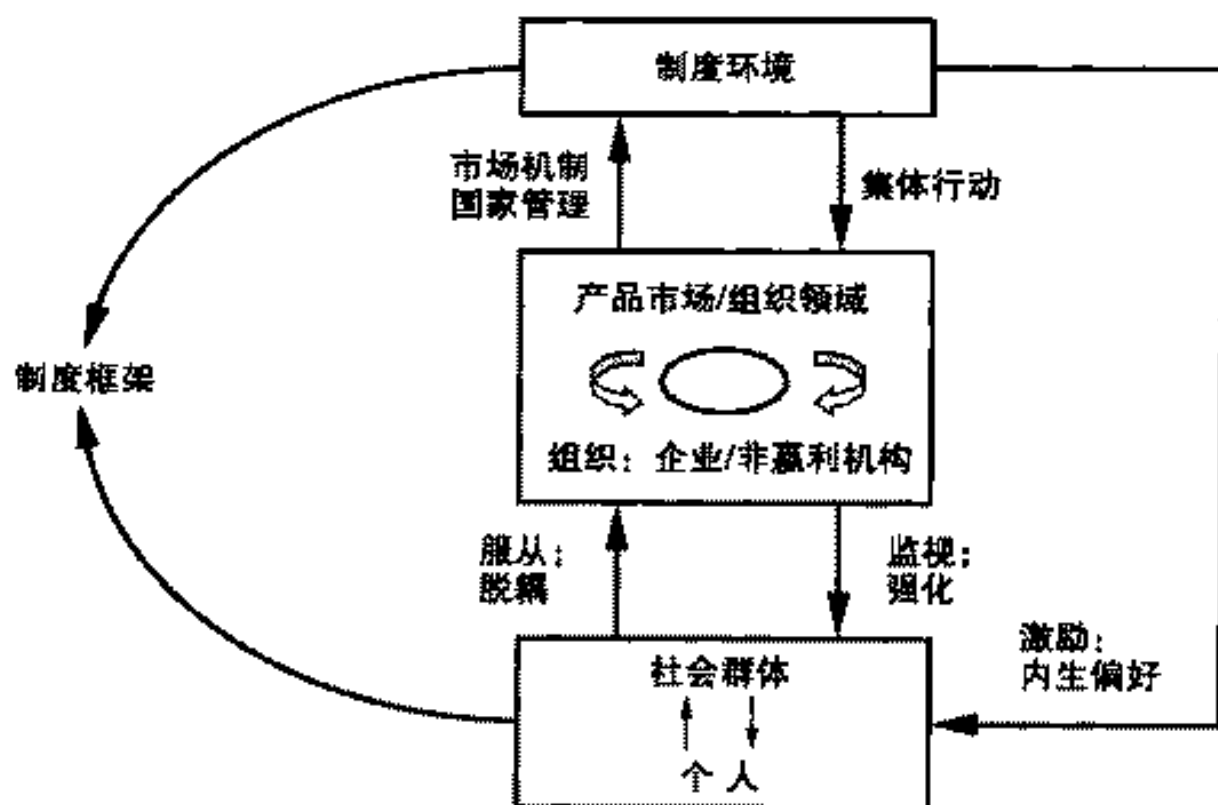 制度环境
市场机制
国家管理
集体行动
产品市场/组织领域
制度框架
组织：企业/非赢利机构
服从；
脱耦
监视；
强化
社会群体
激励：
内生偏好
个人